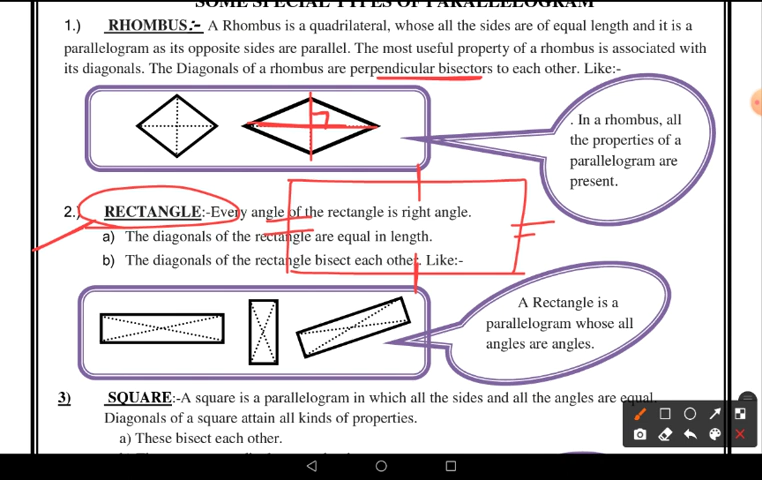 SOME SPECIAL TYPES OF PARALLELOGRAM
1.) RHOMBUS:- A Rhombus is a quadrilateral, whose all the sides are of equal length and it is a
parallelogram as its opposite sides are parallel. The most useful property of a rhombus is associated with
its diagonals. The Diagonals of a rhombus are perpendicular bisectors to each other. Like:-
. In a rhombus, all
the properties of a
parallelogram are
present.
2.) RECTANGLE:-Every angle of the rectangle is right angle.
a) The diagonals of the rectangle are equal in length.
b) The diagonals of the rectangle bisect each other. Like:-
A Rectangle is a
parallelogram whose all
angles are angles.
3) SQUARE:-A square is a parallelogram in which all the sides and all the angles are equal.
Diagonals of a square attain all kinds of properties.
a) These bisect each other.